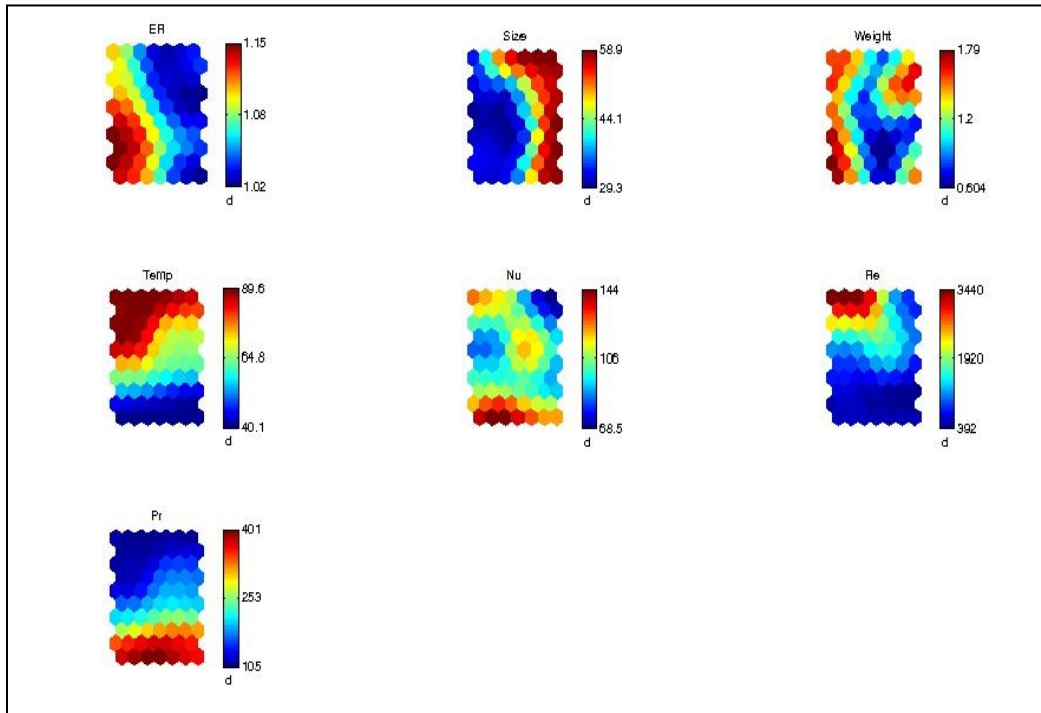 ER
1.15
1.08
1.02
d
Size
58.9
44.1
29.3
d
Weight
1.79
1.2
0.604
d
Temp
89.6
64.8
40.1
d
Nu
144
106
68.5
d
Re
3440
1920
392
d
Pr
401
253
105
d